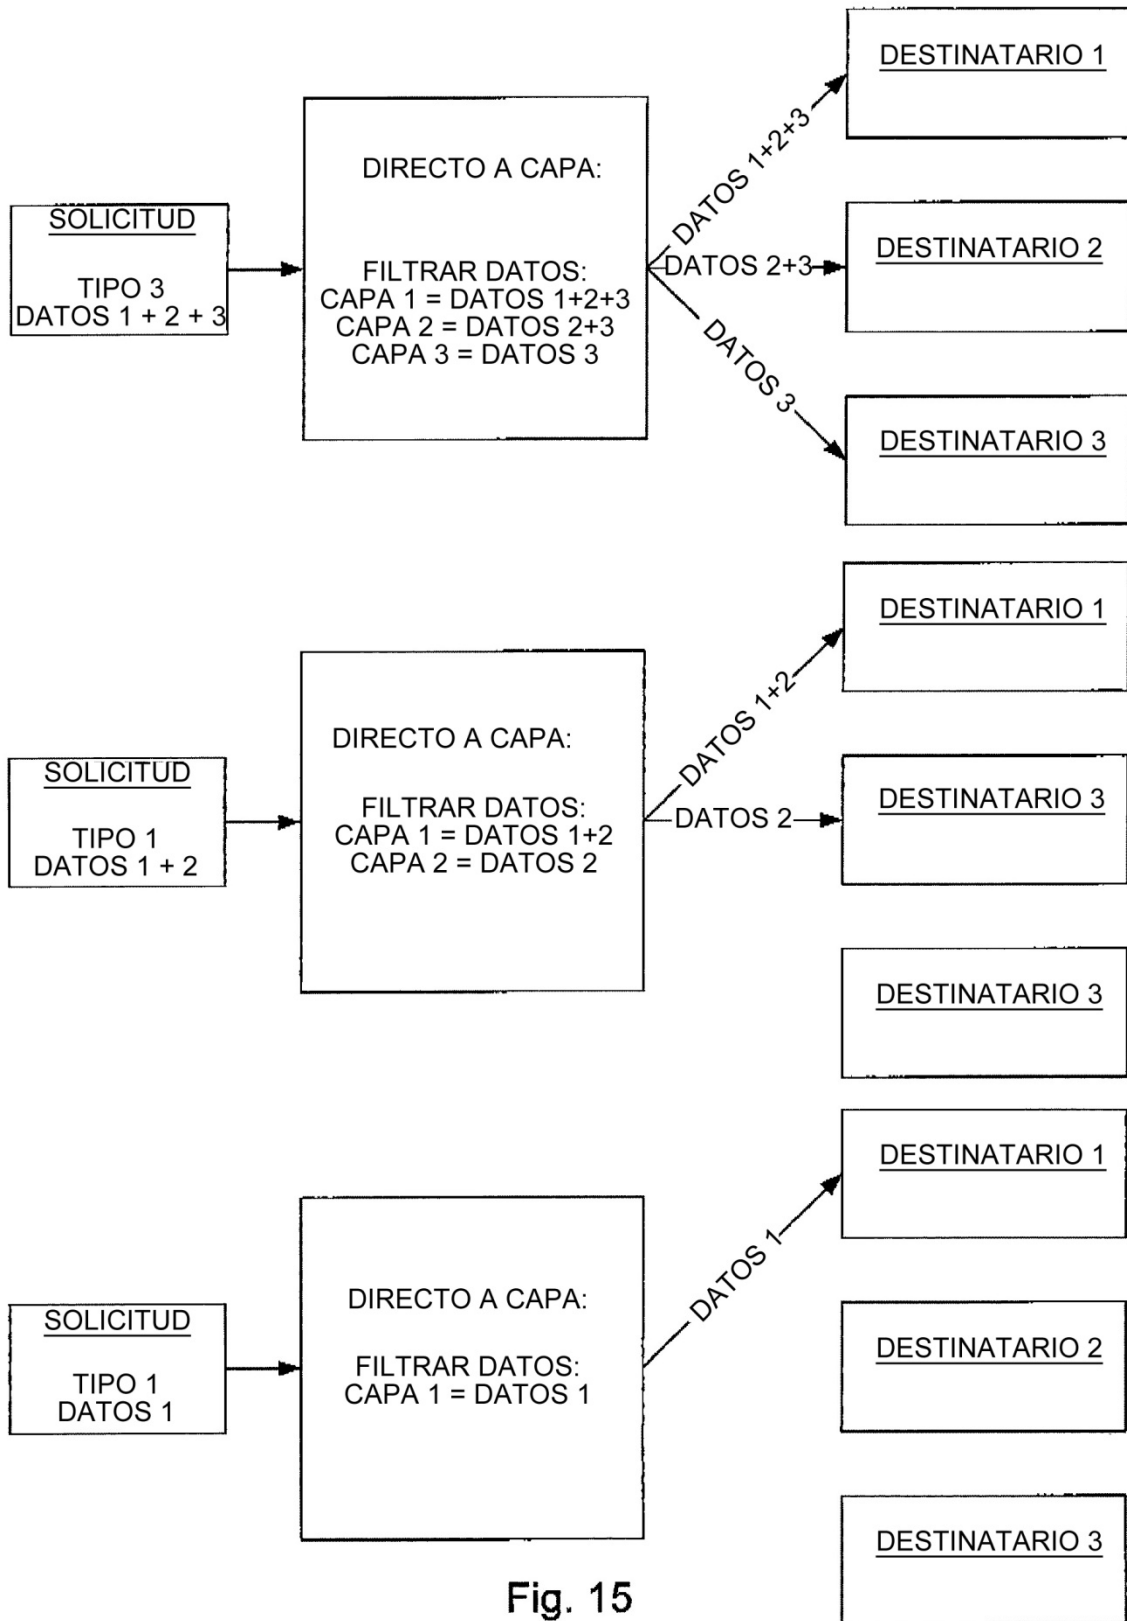 SOLICITUD
TIPO 3
DATOS 1 + 2 + 3
DIRECTO A CAPA:
FILTRAR DATOS:
CAPA 1 = DATOS 1+2+3
CAPA 2 = DATOS 2+3
CAPA 3 = DATOS 3
DATOS 1+2+3
DATOS 2+3
DATOS 3
DESTINATARIO 1
DESTINATARIO 2
DESTINATARIO 3
SOLICITUD
TIPO 1
DATOS 1 + 2
DIRECTO A CAPA:
FILTRAR DATOS:
CAPA 1 = DATOS 1+2
CAPA 2 = DATOS 2
DATOS 1+2
DATOS 2
DESTINATARIO 1
DESTINATARIO 3
DESTINATARIO 3
SOLICITUD
TIPO 1
DATOS 1
DIRECTO A CAPA:
FILTRAR DATOS:
CAPA 1 = DATOS 1
DATOS 1
DESTINATARIO 1
DESTINATARIO 2
DESTINATARIO 3
Fig. 15